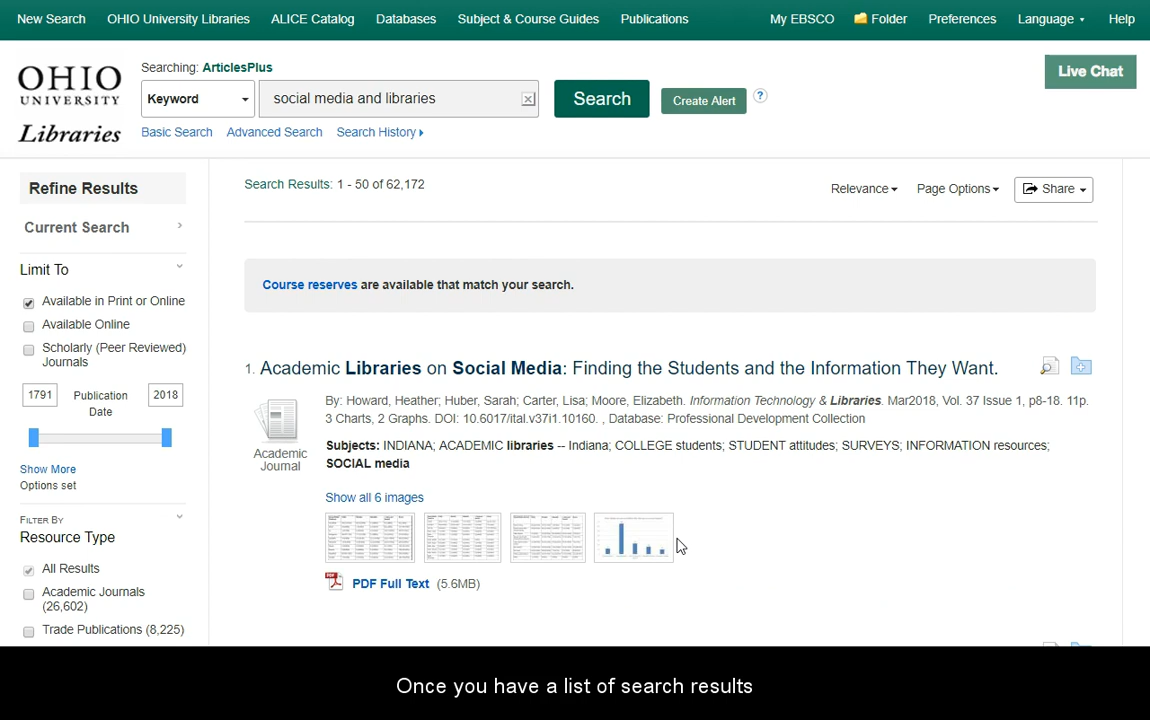 New Search OHIO University Libraries ALICE Catalog Databases Subject & Course Guides Publications My EBSCO Folder Preferences Language Help
OHIO
UNIVERSITY
Libraries
Searching: ArticlesPlus
Keyword social media and libraries Search Create Alert ?
Basic Search Advanced Search Search History
Live Chat
Refine Results
Current Search
Limit To
Available in Print or Online
Available Online
Scholarly (Peer Reviewed)
Journals
1791 Publication Date 2018
Show More
Options set
Filter By
Resource Type
All Results
Academic Journals
(26,602)
Trade Publications (8,225)
Search Results: 1 - 50 of 62,172
Relevance Page Options Share
Course reserves are available that match your search.
1. Academic Libraries on Social Media: Finding the Students and the Information They Want.
Academic
Journal
By: Howard, Heather; Huber, Sarah; Carter, Lisa; Moore, Elizabeth. Information Technology & Libraries. Mar2018, Vol. 37 Issue 1, p8-18. 11p.
3 Charts, 2 Graphs. DOI: 10.6017/ital.v37i1.10160. , Database: Professional Development Collection
Subjects: INDIANA; ACADEMIC libraries -- Indiana; COLLEGE students; STUDENT attitudes; SURVEYS; INFORMATION resources;
SOCIAL media
Show all 6 images
PDF Full Text (5.6MB)
Once you have a list of search results